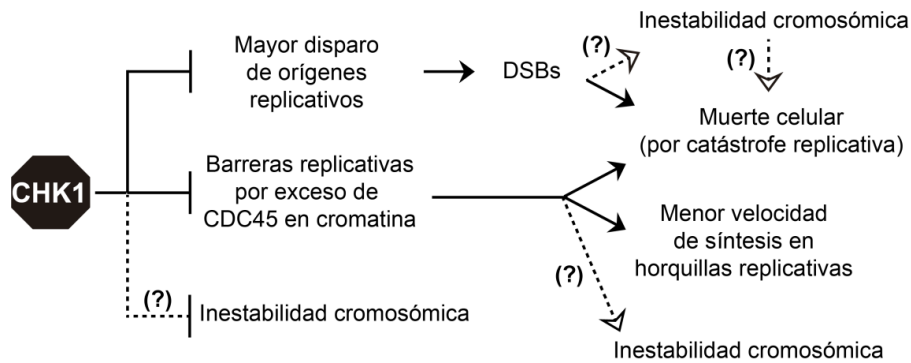 CHK1
Mayor disparo
de orígenes
replicativos
DSBs
(?)
Inestabilidad cromosómica
(?)
Muerte celular
(por catástrofe replicativa)
Barreras replicativas
por exceso de
CDC45 en cromatina
Menor velocidad
de síntesis en
horquillas replicativas
(?)
Inestabilidad cromosómica
(?)
Inestabilidad cromosómica